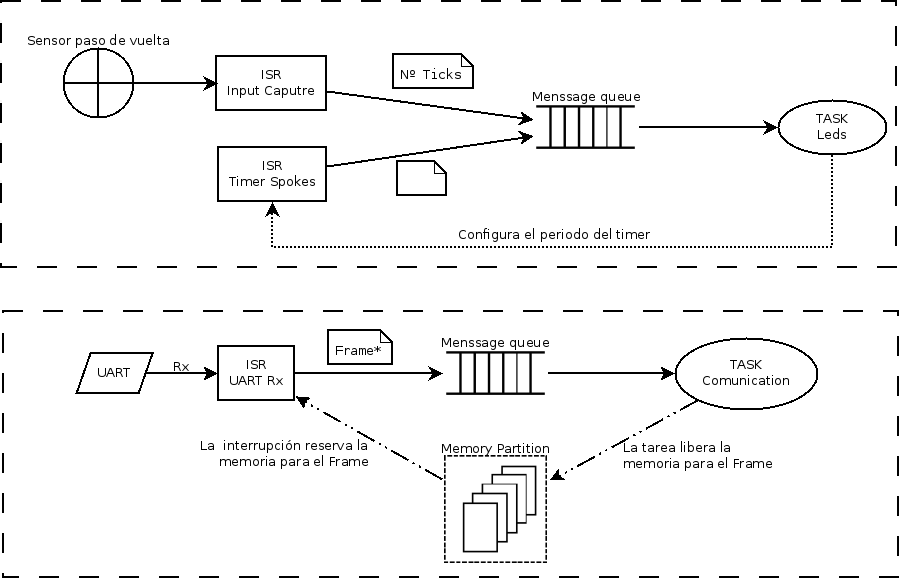 Sensor paso de vuelta
ISR
Input Caputre
Nº Ticks
Menssage queue
TASK
Leds
ISR
Timer Spokes
Configura el periodo del timer
UART
Rx
ISR
UART Rx
Frame*
Menssage queue
TASK
Comunication
La interrupción reserva la
memoria para el Frame
Memory Partition
La tarea libera la
memoria para el Frame